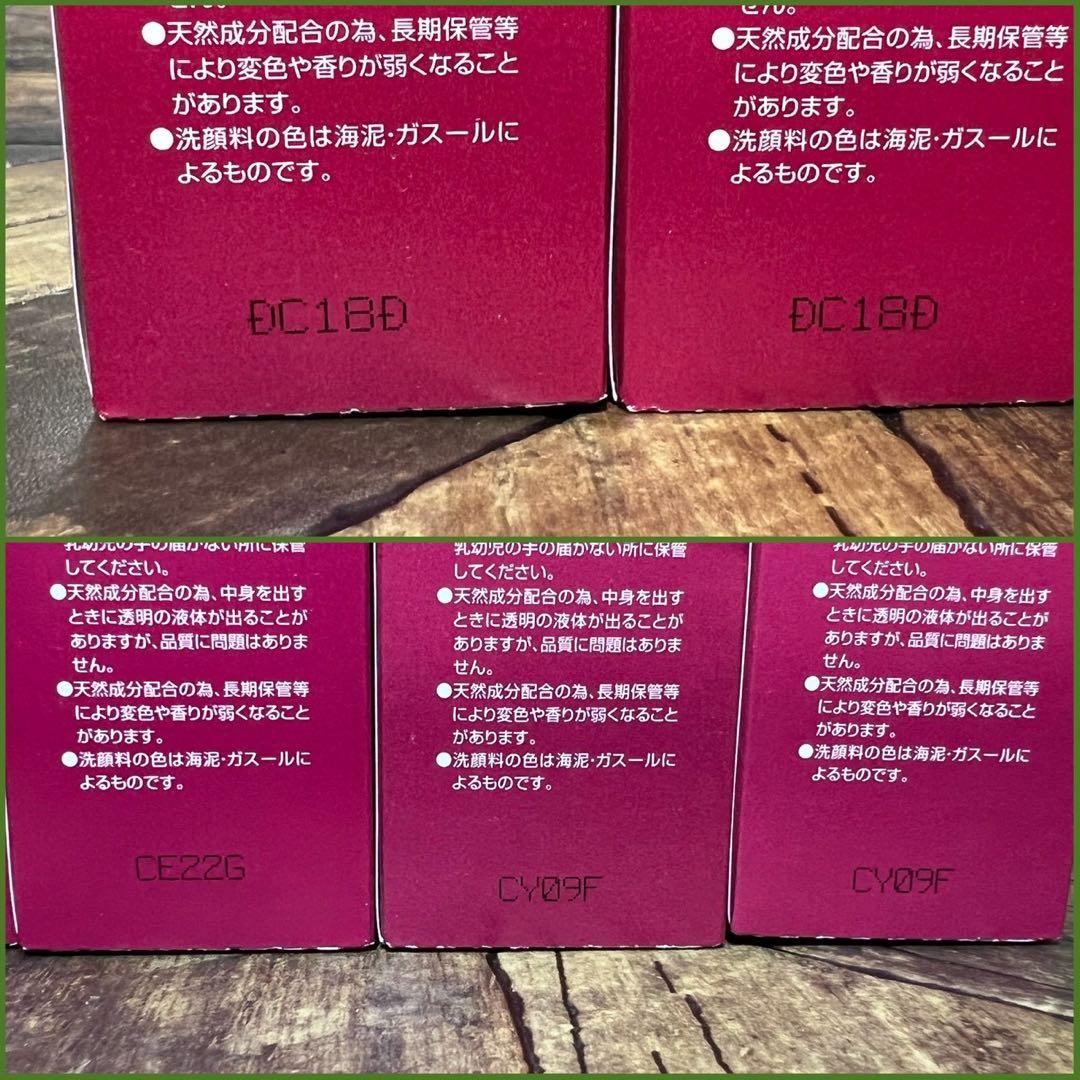 せん。
●天然成分配合の為、長期保管等
により変色や香りが弱くなること
があります。
●洗顔料の色は海泥・ガスールに
よるものです。
DC18D
せん。
●天然成分配合の為、長期保管等
により変色や香りが弱くなること
があります。
●洗顔料の色は海泥・ガスールに
よるものです。
DC18D
乳幼児の手の届かない所に保管
してください。
●天然成分配合の為、中身を出す
ときに透明の液体が出ることが
ありますが、品質に問題はありま
せん。
●天然成分配合の為、長期保管等
により変色や香りが弱くなること
があります。
●洗顔料の色は海泥・ガスールに
よるものです。
CE22G
乳幼児の手の届かない所に保管
してください。
●天然成分配合の為、中身を出す
ときに透明の液体が出ることが
ありますが、品質に問題はありま
せん。
●天然成分配合の為、長期保管等
により変色や香りが弱くなること
があります。
●洗顔料の色は海泥・ガスールに
よるものです。
CY09F
乳幼児の手の届かない所に保管
してください。
●天然成分配合の為、中身を出す
ときに透明の液体が出ることが
ありますが、品質に問題はありま
せん。
●天然成分配合の為、長期保管等
により変色や香りが弱くなること
があります。
●洗顔料の色は海泥・ガスールに
よるものです。
CY09F